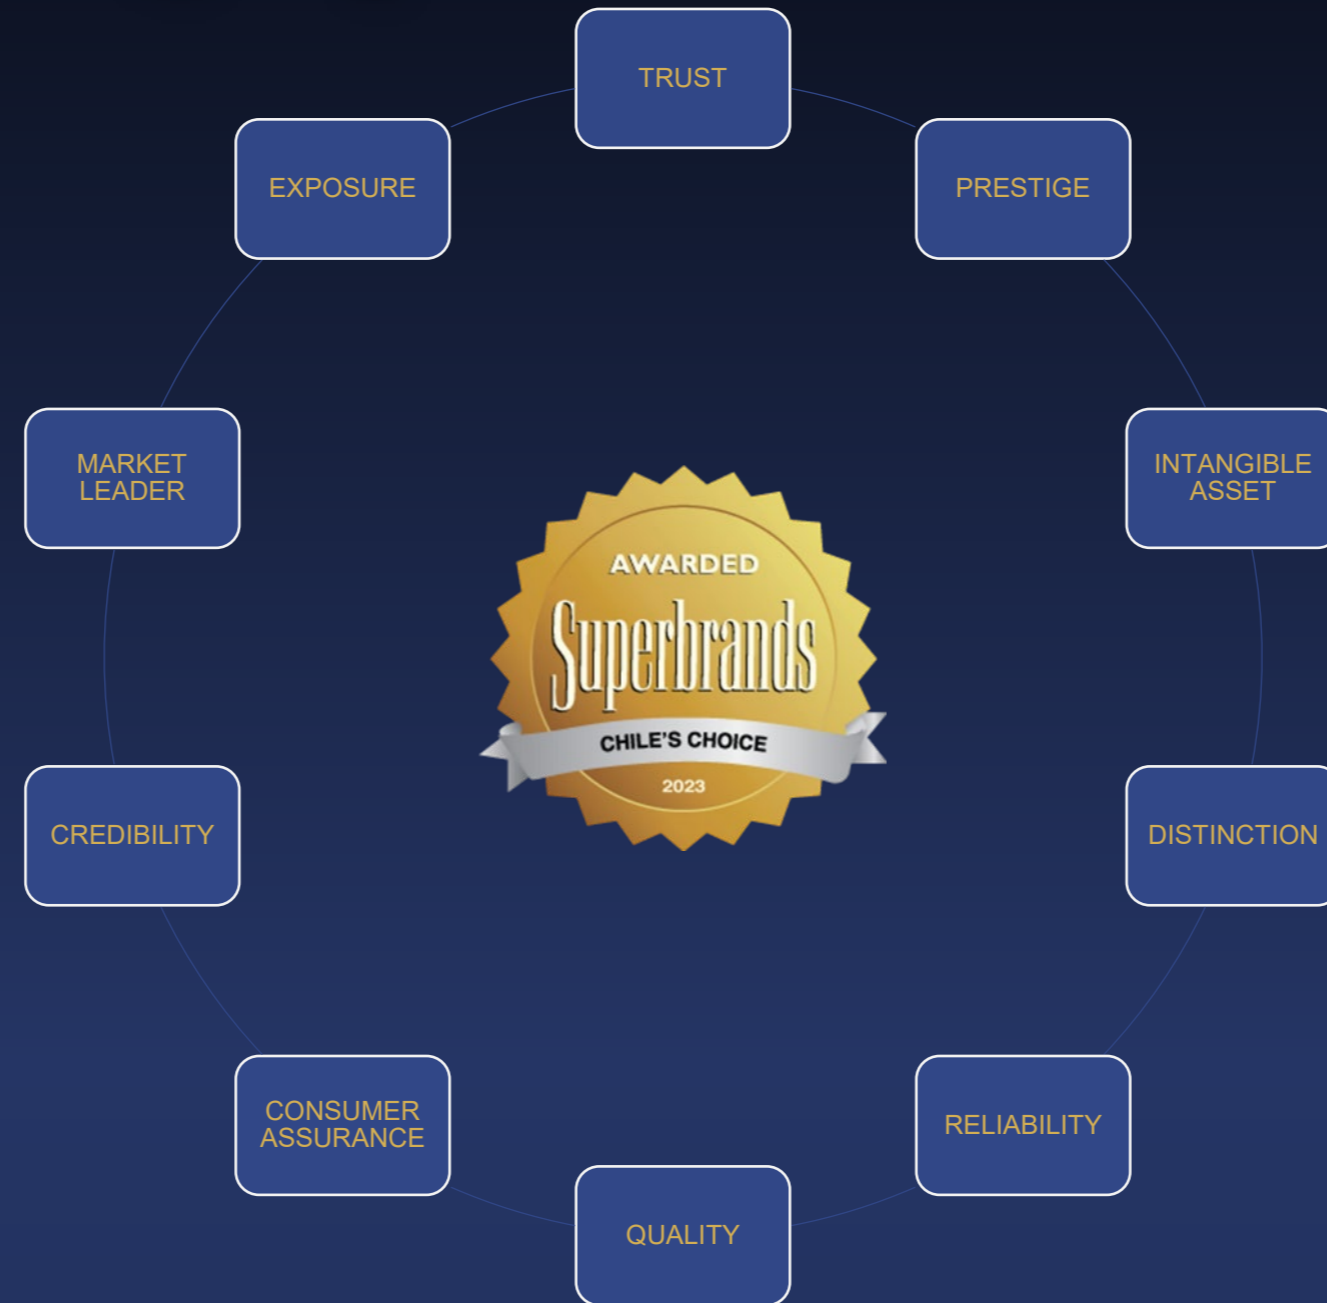 TRUST
EXPOSURE
PRESTIGE
MARKET
LEADER
INTANGIBLE
ASSET
AWARDED
Superbrands
CHILE'S CHOICE
2023
CREDIBILITY
DISTINCTION
CONSUMER
ASSURANCE
RELIABILITY
QUALITY